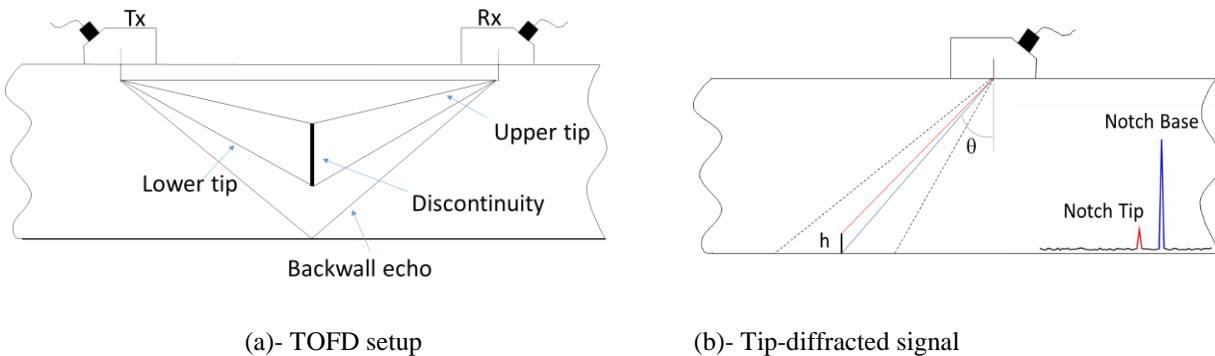 Tx
Rx
Upper tip
Lower tip
Discontinuity
Backwall echo
(a)- TOFD setup
θ
h
Notch Base
Notch Tip
(b)- Tip-diffracted signal